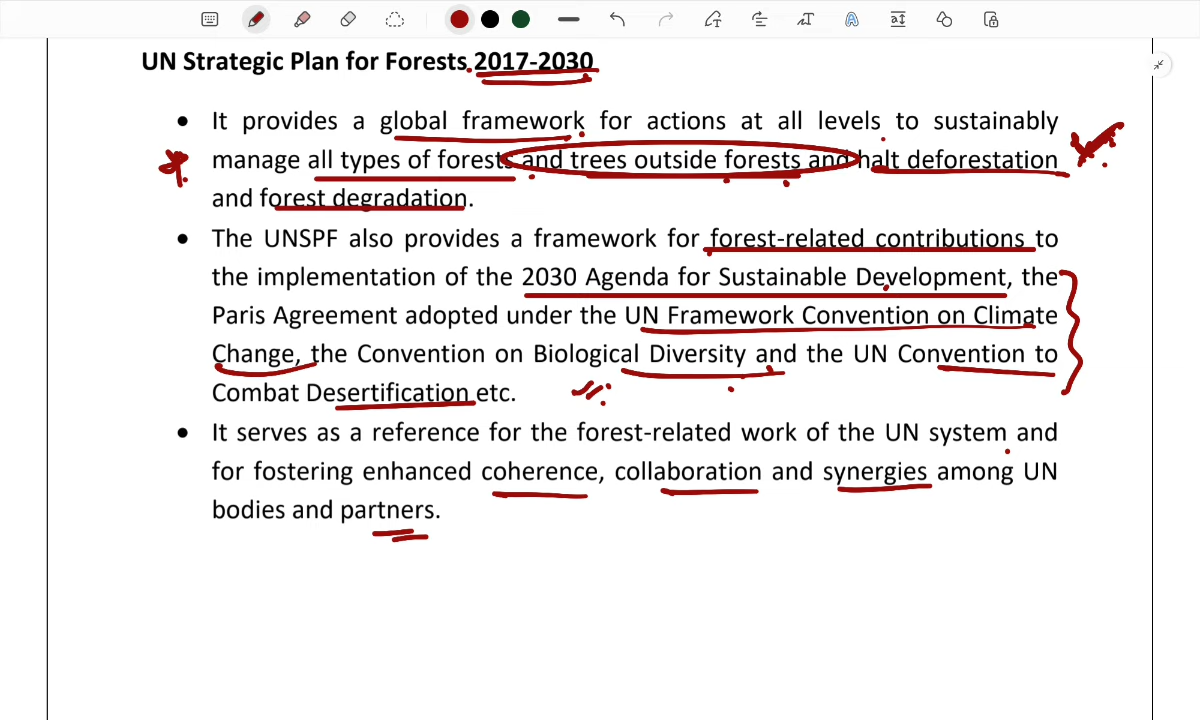 UN Strategic Plan for Forests 2017-2030
• It provides a global framework for actions at all levels to sustainably
manage all types of forests and trees outside forests and halt deforestation
and forest degradation.
• The UNSPF also provides a framework for forest-related contributions to
the implementation of the 2030 Agenda for Sustainable Development, the
Paris Agreement adopted under the UN Framework Convention on Climate
Change, the Convention on Biological Diversity and the UN Convention to
Combat Desertification etc.
• It serves as a reference for the forest-related work of the UN system and
for fostering enhanced coherence, collaboration and synergies among UN
bodies and partners.